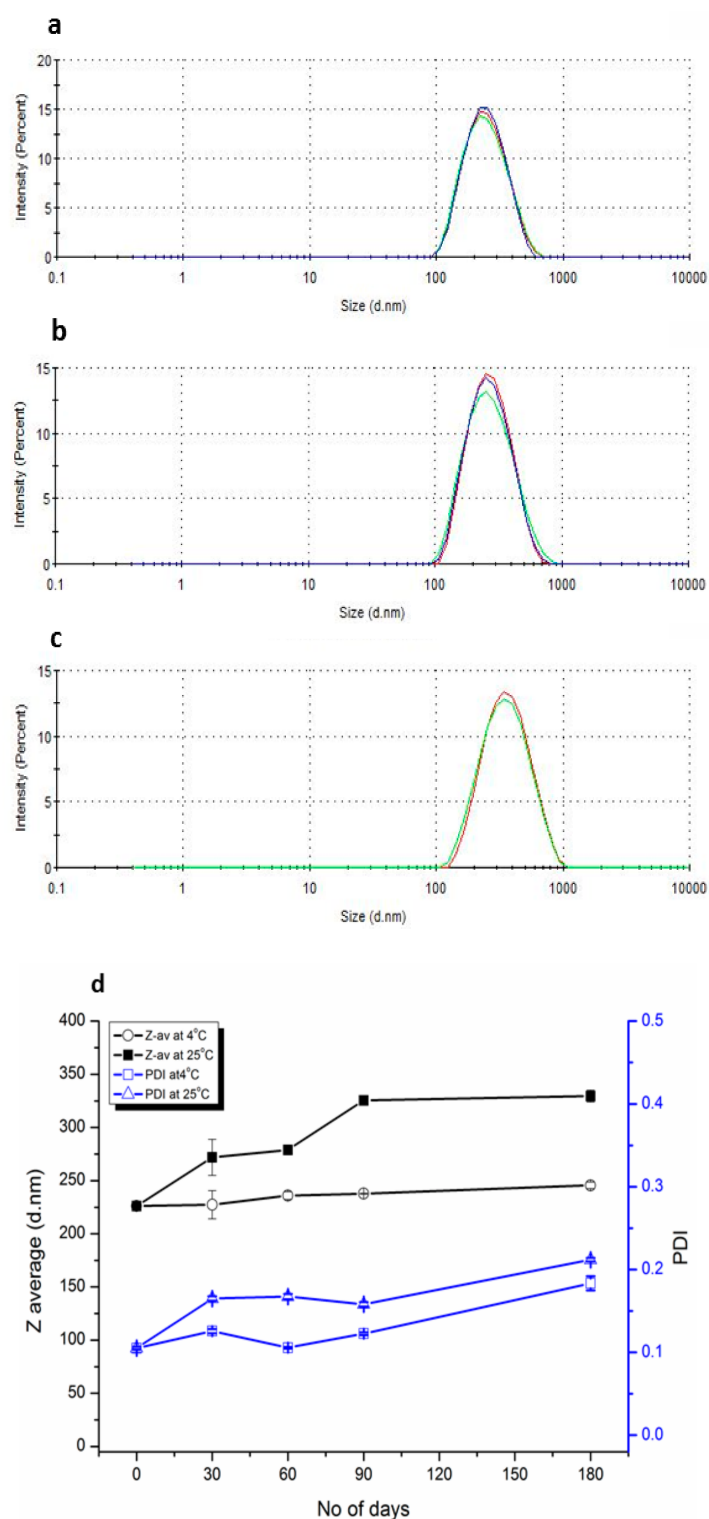 a
20
15
10
5
0
Intensity (Percent)
0.1 1 10 100 1000 10000
Size (d.nm)
b
15
10
5
0
Intensity (Percent)
0.1 1 10 100 1000 10000
Size (d.nm)
c
15
10
5
0
Intensity (Percent)
0.1 1 10 100 1000 10000
Size (d.nm)
d
Z-av at 4°C
Z-av at 25°C
PDI at4°C
PDI at 25°C
400
350
300
250
200
150
100
50
0
Z average (d.nm)
0.5
0.4
0.3
0.2
0.1
0.0
PDI
0 30 60 90 120 150 180
No of days